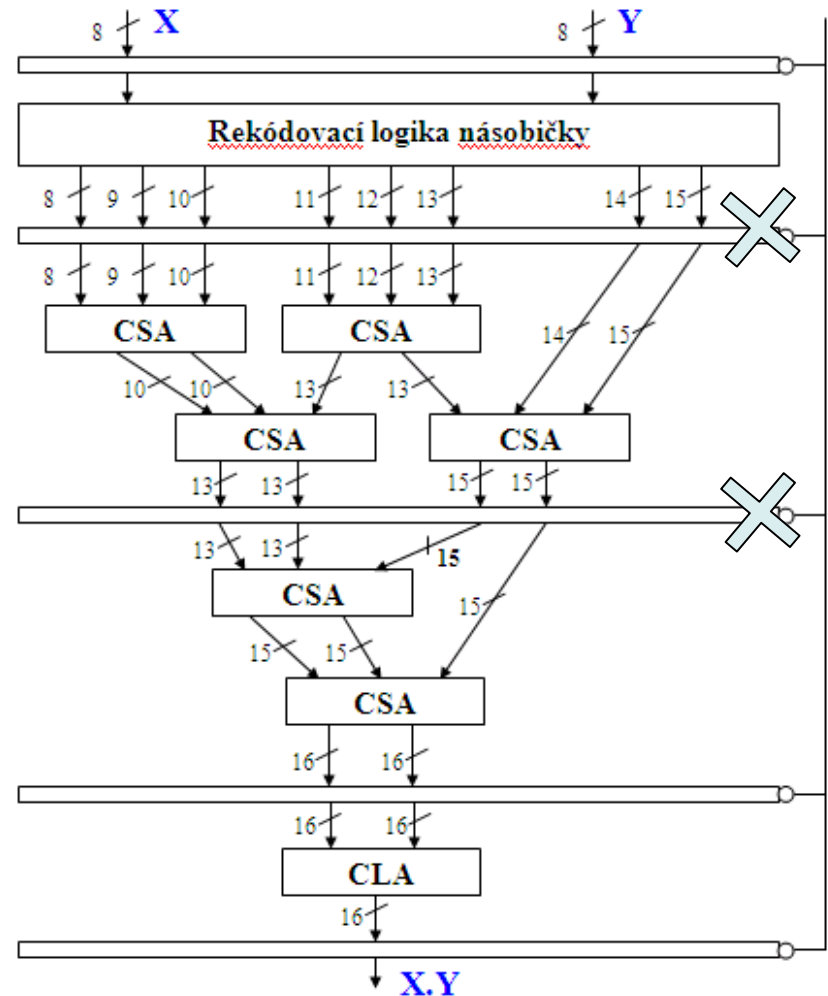 8 X 8 Y
Rekódovací logika násobičky
8 9 10 11 12 13 14 15
8 9 10 11 12 13
CSA CSA
14 15
10 10 13 13
CSA CSA
13 13 15 15
13 13 15
CSA
15
15 15
CSA
16 16
16 16
CLA
16
X.Y